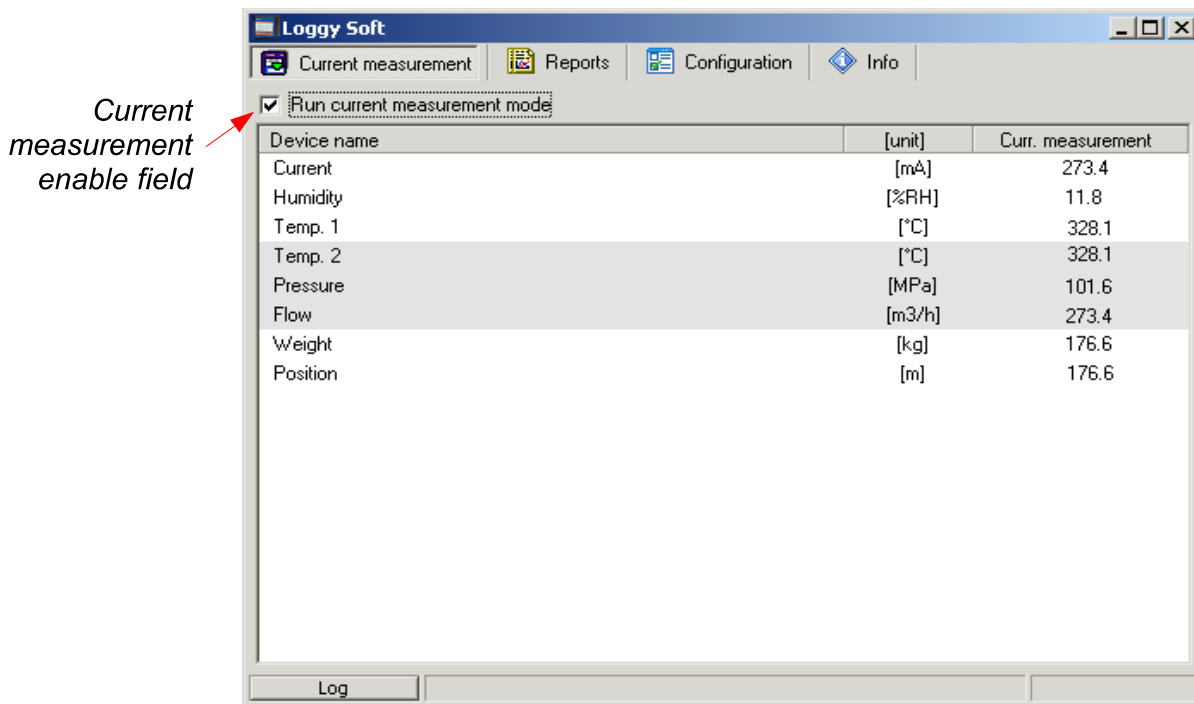 Loggy Soft
Current measurement Reports Configuration Info
Current
measurement
enable field
Run current measurement mode
Device name [unit] Curr. measurement
Current [mA] 273.4
Humidity [%RH] 11.8
Temp. 1 [°C] 328.1
Temp. 2 [°C] 328.1
Pressure [MPa] 101.6
Flow [m3/h] 273.4
Weight [kg] 176.6
Position [m] 176.6
Log